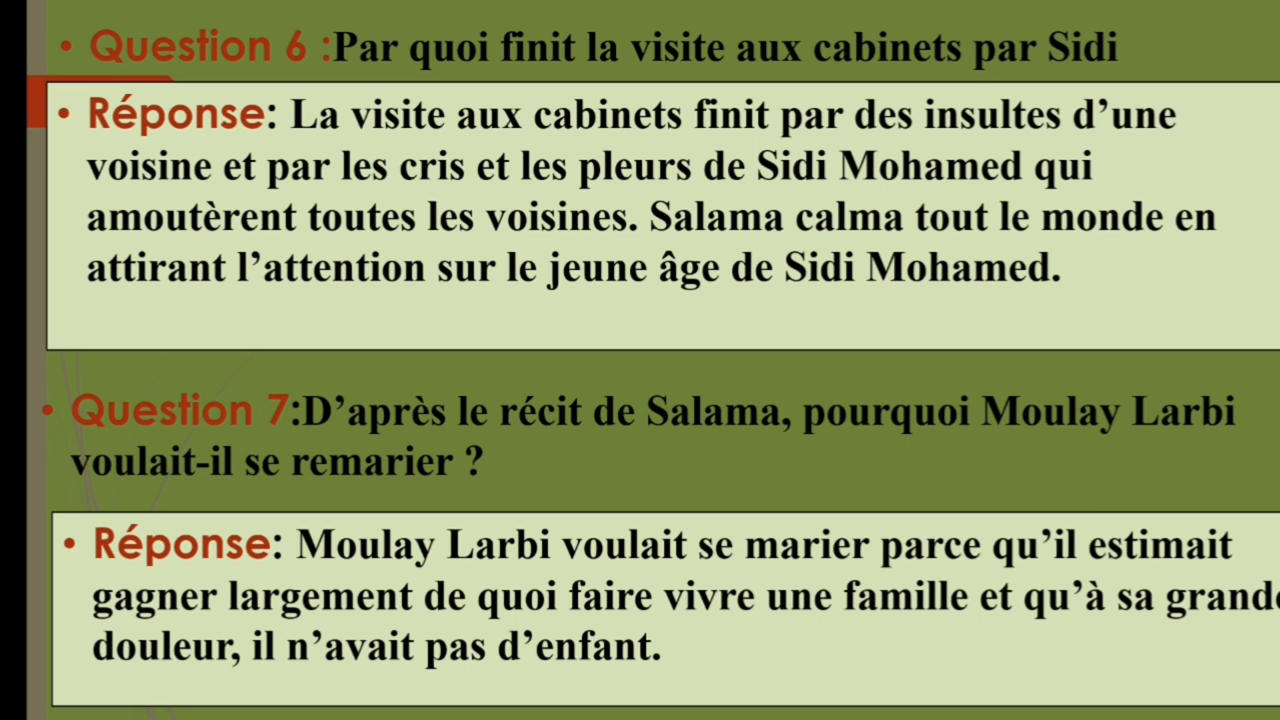 • Question 6 :Par quoi finit la visite aux cabinets par Sidi
• Réponse: La visite aux cabinets finit par des insultes d’une
voisine et par les cris et les pleurs de Sidi Mohamed qui
amoutèrent toutes les voisines. Salama calma tout le monde en
attirant l’attention sur le jeune âge de Sidi Mohamed.
• Question 7:D’après le récit de Salama, pourquoi Moulay Larbi
voulait-il se remarier ?
• Réponse: Moulay Larbi voulait se marier parce qu’il estimait
gagner largement de quoi faire vivre une famille et qu’à sa grande
douleur, il n’avait pas d’enfant.